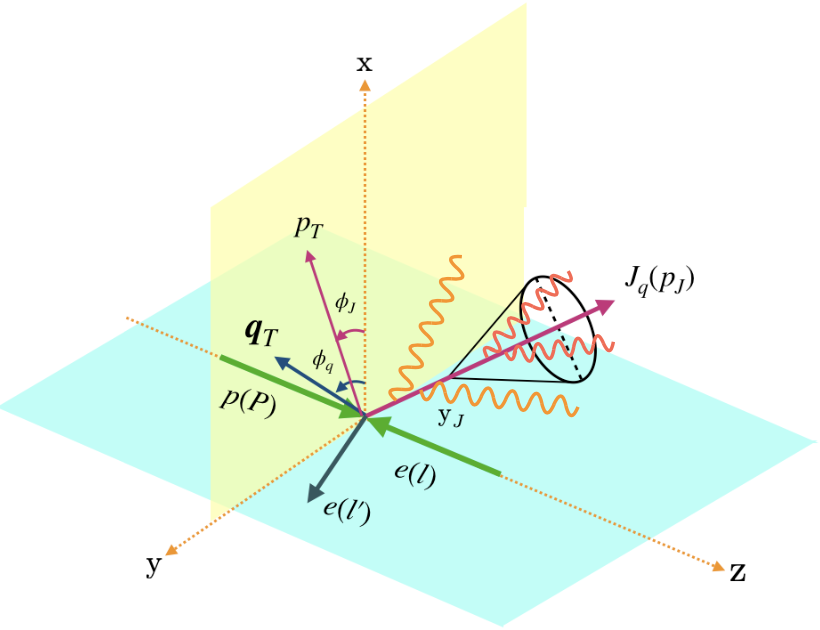 x
p_T
J_q(p_J)
ϕ_J
q_T
ϕ_q
p(P)
y_J
e(l)
e(l′)
y
z